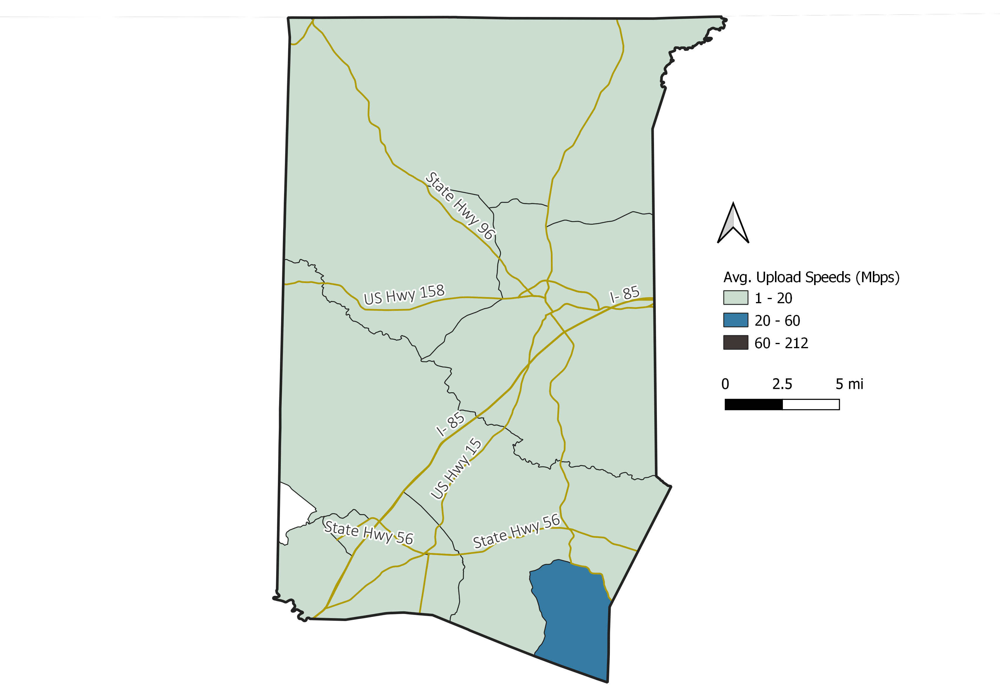 State Hwy 96
US Hwy 158
I- 85
I- 85
US Hwy 15
State Hwy 56
State Hwy 56
Avg. Upload Speeds (Mbps)
1 - 20
20 - 60
60 - 212
0 2.5 5 mi